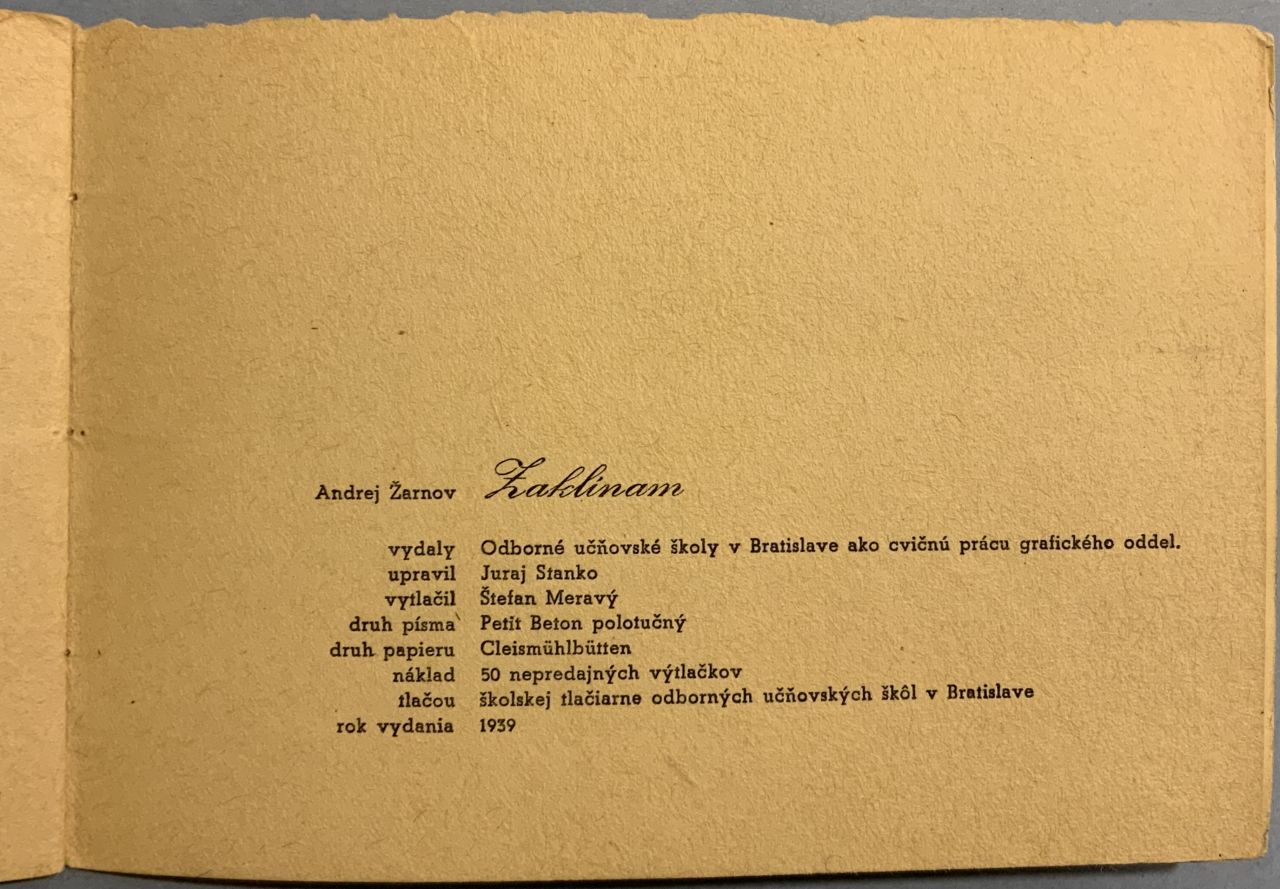 Andrej Žarnov Zaklínam
vydaly Odborné učňovské školy v Bratislave ako cvičnú prácu grafického oddel.
upravil Juraj Stanko
vytlačil Štefan Meravý
druh písma Petit Beton polotučný
druh papieru Cleismühlbütten
náklad 50 nepredajných výtlačkov
tlačou školskej tlačiarne odborných učňovských škôl v Bratislave
rok vydania 1939